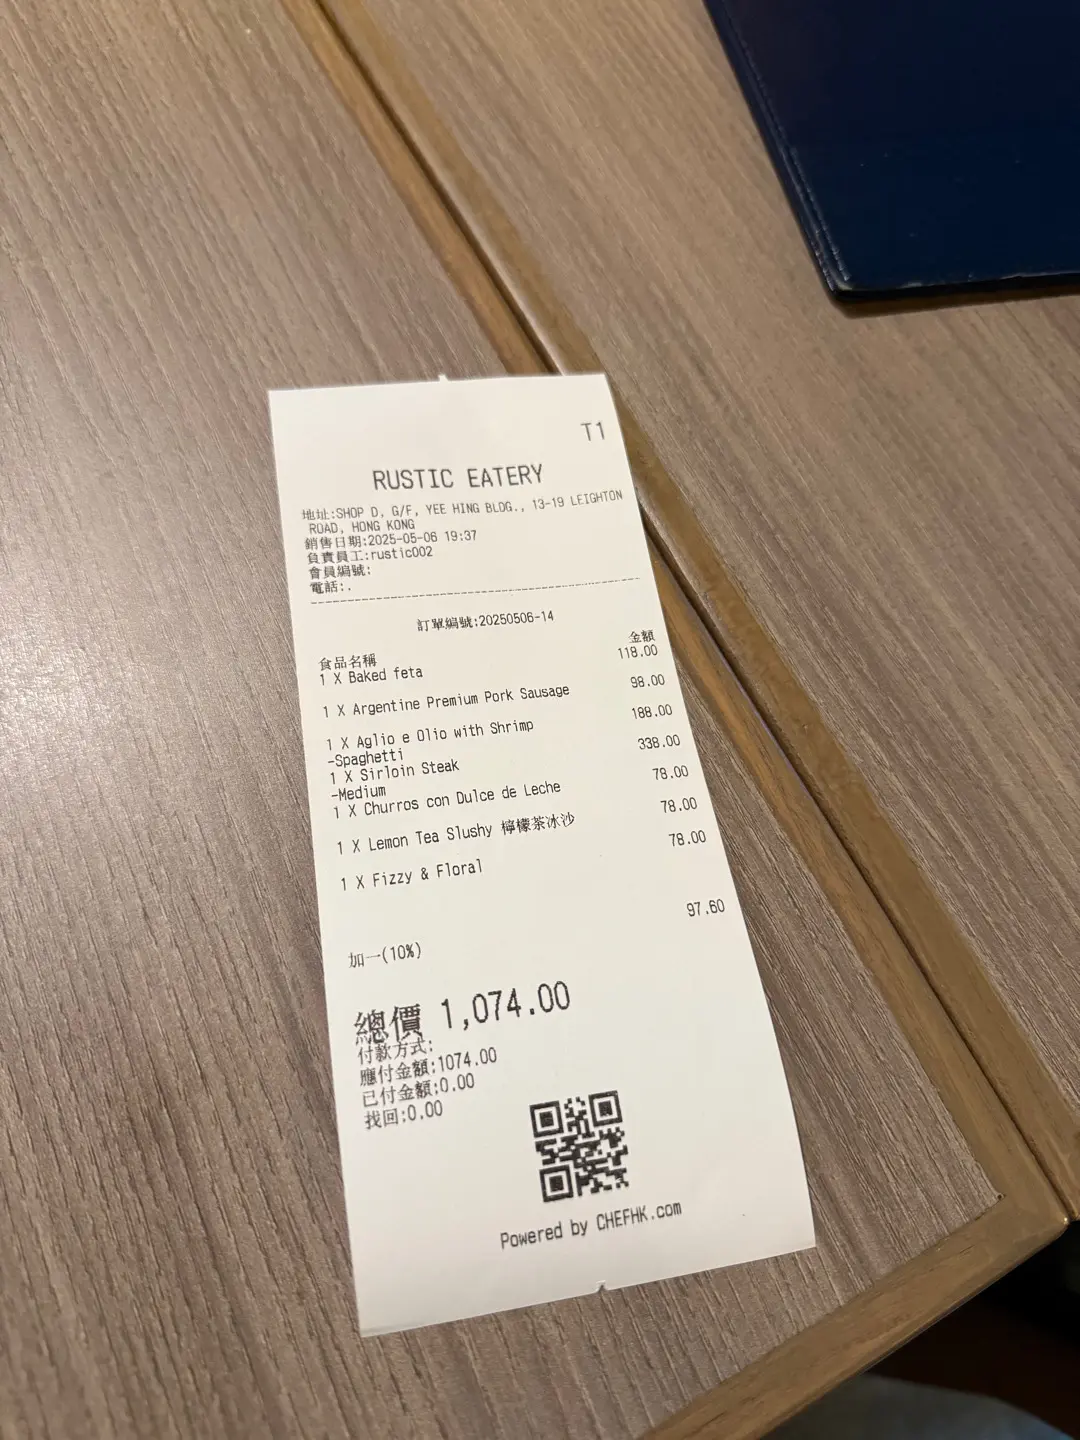 T1
RUSTIC EATERY
地址:SHOP D, G/F, YEE HING BLDG., 13-19 LEIGHTON
ROAD, HONG KONG
銷售日期:2025-05-06 19:37
負責員工:rustic002
會員編號:
電話:.
訂單編號:20250506-14
食品名稱 金額
1 X Baked feta 118.00
1 X Argentine Premium Pork Sausage 98.00
1 X Aglio e Olio with Shrimp 188.00
-Spaghetti
1 X Sirloin Steak 338.00
-Medium
1 X Churros con Dulce de Leche 78.00
1 X Lemon Tea Slushy 檸檬茶冰沙 78.00
1 X Fizzy & Floral 78.00
加一(10%) 97.60
總價 1,074.00
付款方式:
應付金額:1074.00
已付金額:0.00
找回:0.00
Powered by CHEFHK.com